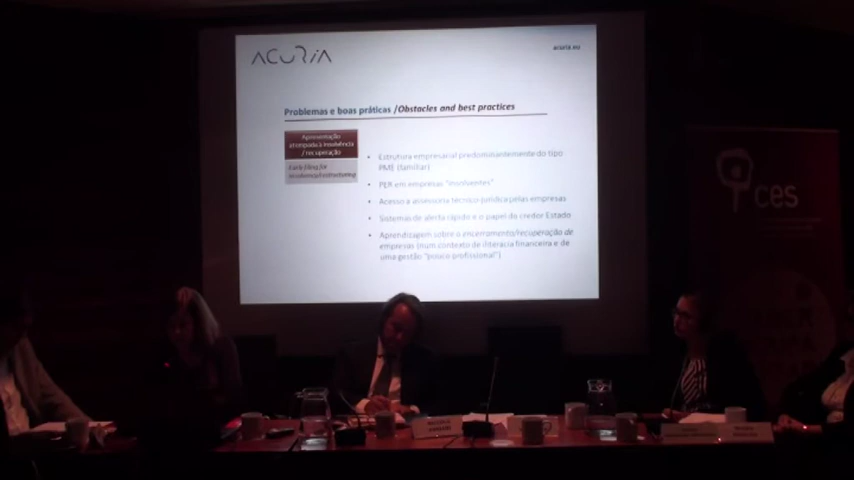 ACURIA
acuria.eu
Problemas e boas práticas /Obstacles and best practices
Apresentação
atempada à insolvência
/ recuperação
Early filing for
insolvency/restructuring
• Estrutura empresarial predominantemente do tipo
PME (familiar)
• PER em empresas "insolventes"
• Acesso a assessoria técnico-jurídica pelas empresas
• Sistemas de alerta rápido e o papel do credor Estado
• Aprendizagem sobre o encerramento/recuperação de
empresas (num contexto de iliteracia financeira e de
uma gestão "pouco profissional")
ces